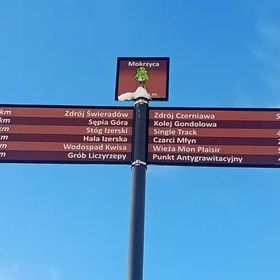 Mokrzyca
m.
km Zdrój Świeradów
km Sępia Góra
km Stóg Izerski
km Hala Izerska
km Wodospad Kwisa
km Grób Liczyrzepy
Zdrój Czerniawa 5
Kolej Gondolowa
Single Track
Czarci Młyn
Wieża Mon Plaisir
Punkt Antygrawitacyjny